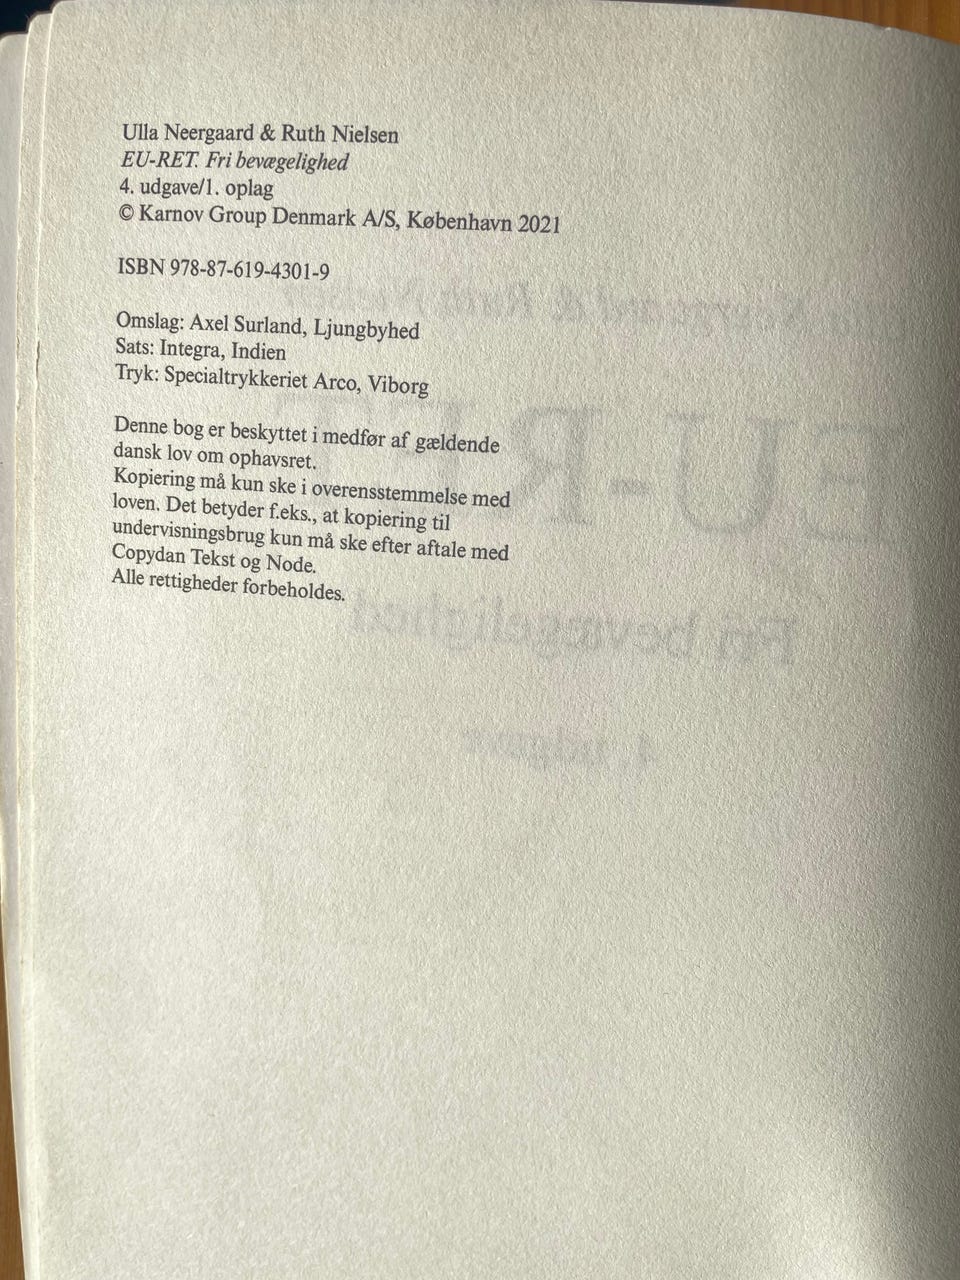 Ulla Neergaard & Ruth Nielsen
EU-RET. Fri bevægelighed
4. udgave/1. oplag
© Karnov Group Denmark A/S, København 2021
ISBN 978-87-619-4301-9
Omslag: Axel Surland, Ljungbyhed
Sats: Integra, Indien
Tryk: Specialtrykkeriet Arco, Viborg
Denne bog er beskyttet i medfør af gældende
dansk lov om ophavsret.
Kopiering må kun ske i overensstemmelse med
loven. Det betyder f.eks., at kopiering til
undervisningsbrug kun må ske efter aftale med
Copydan Tekst og Node.
Alle rettigheder forbeholdes.